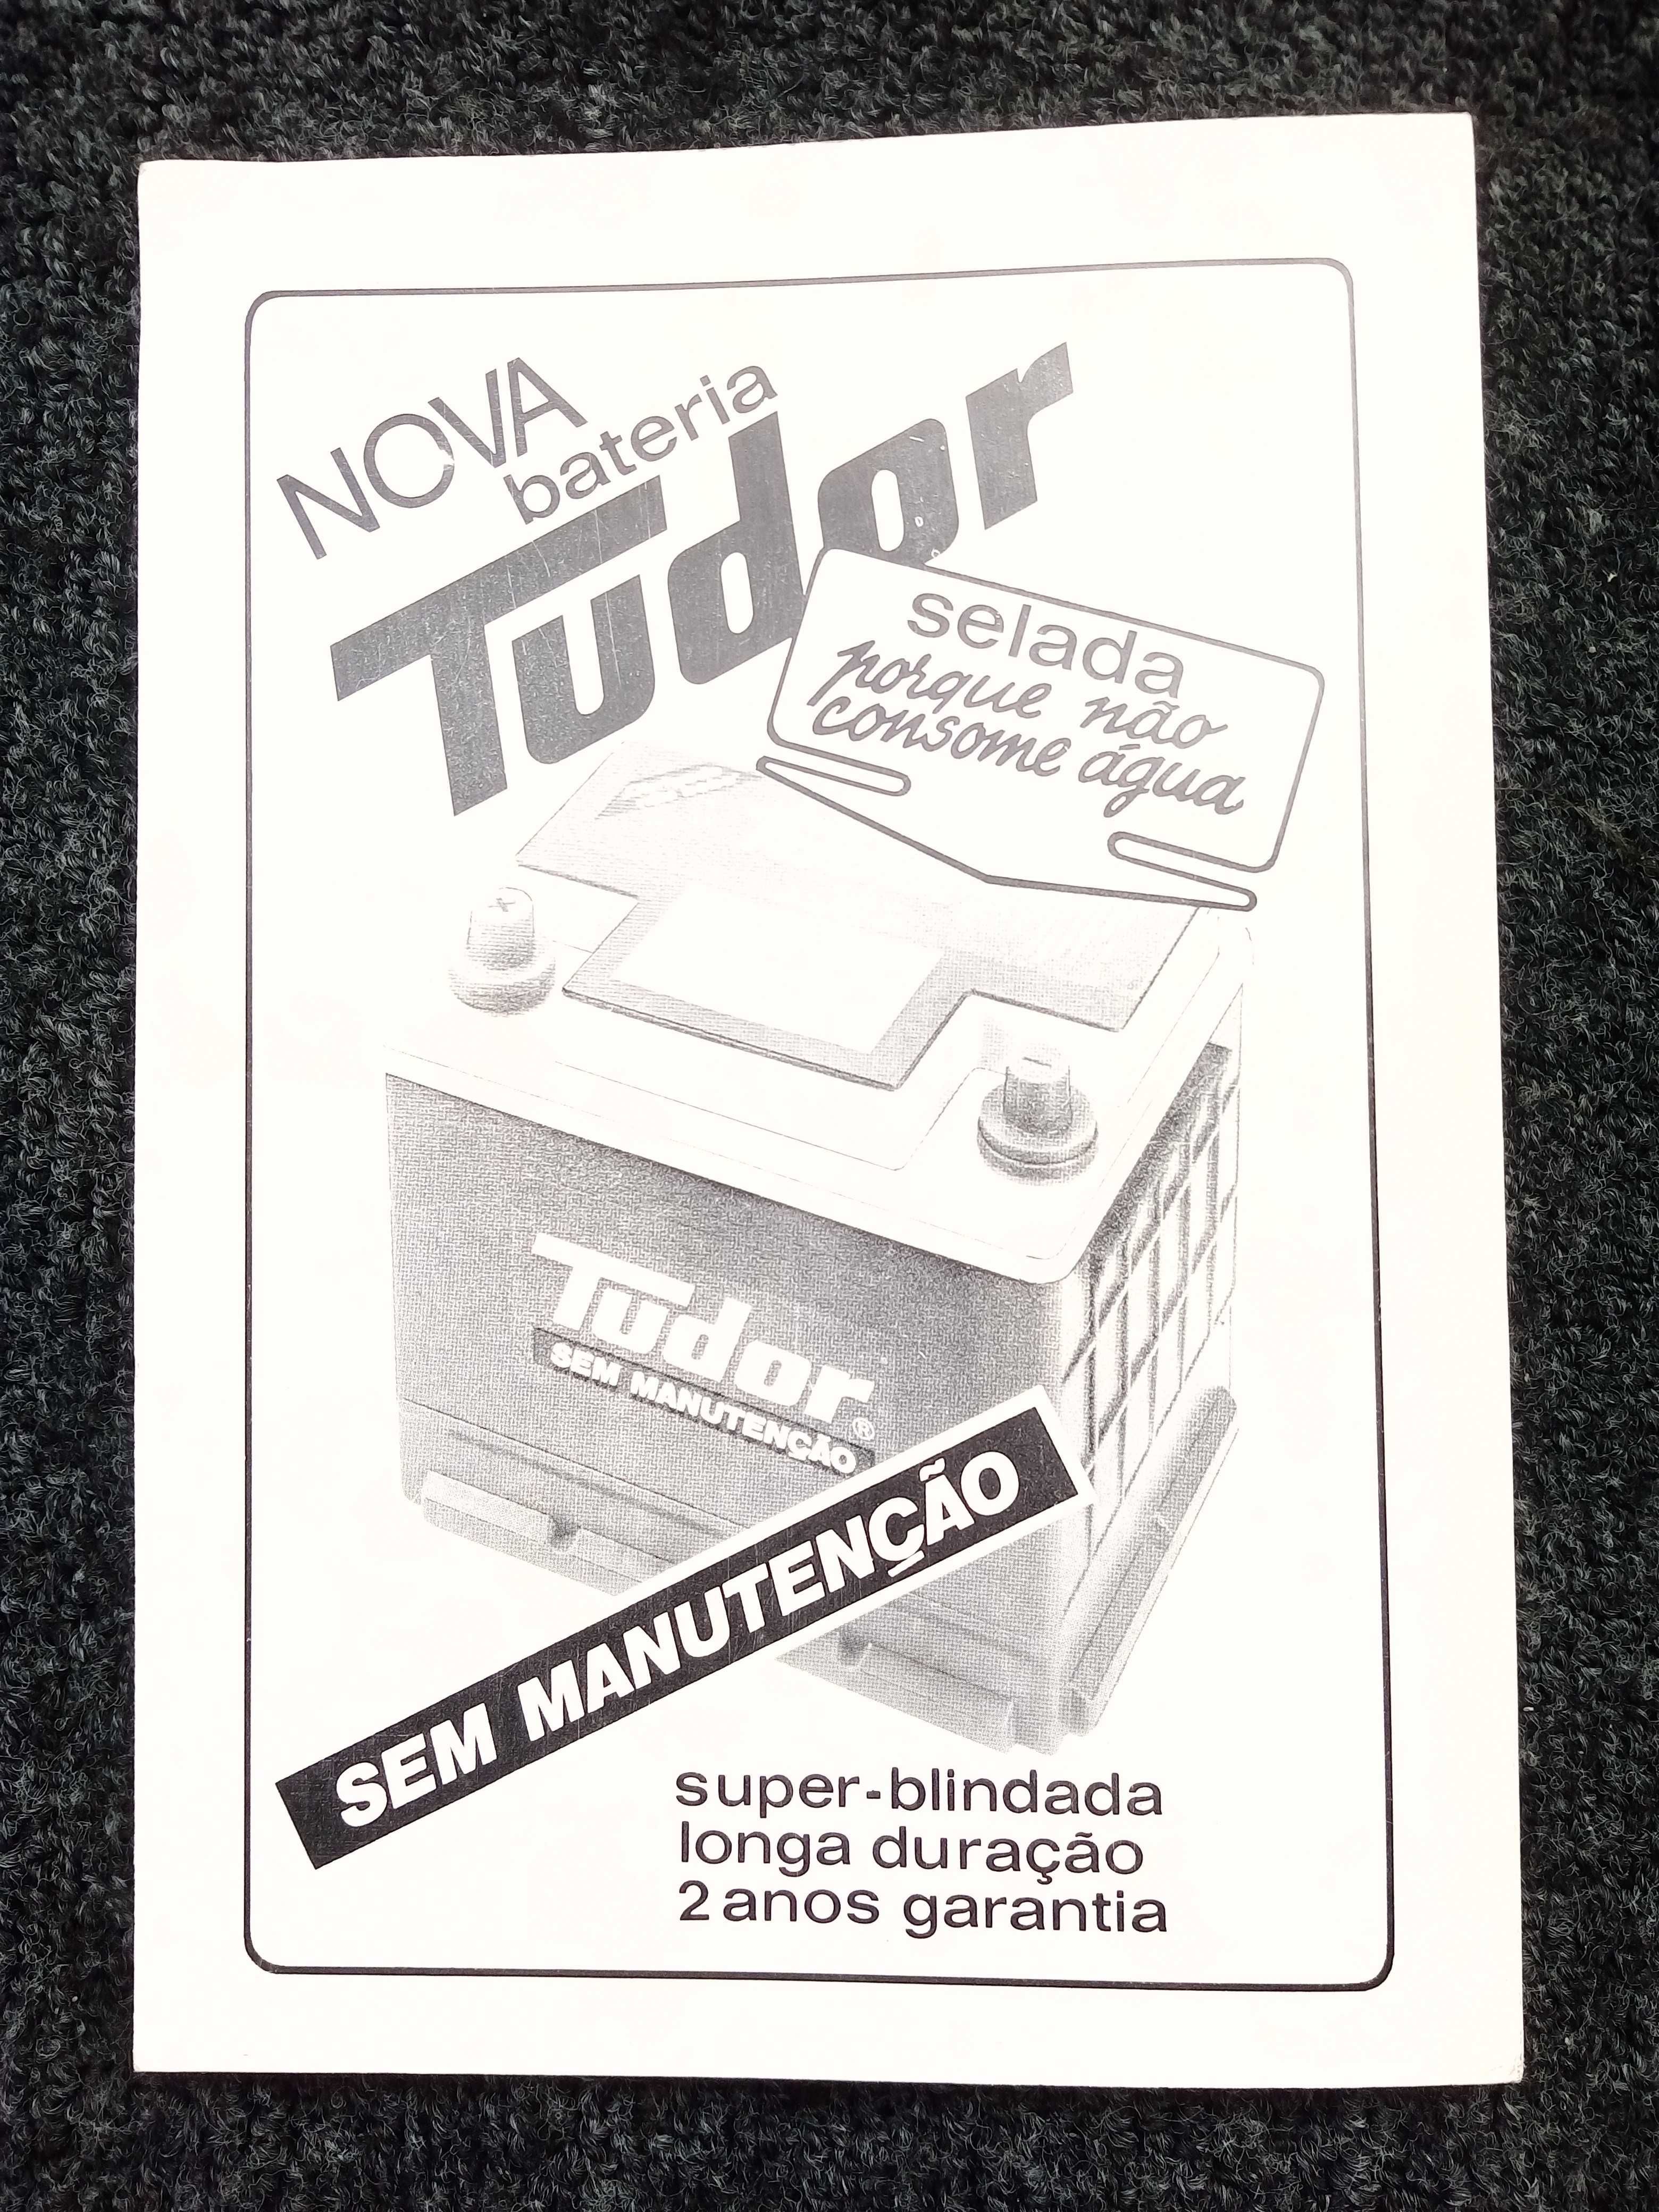 NOVA
bateria
Tudor
selada
porque não
consome água
Tudor®
SEM MANUTENÇÃO
SEM MANUTENÇÃO
super-blindada
longa duração
2 anos garantia